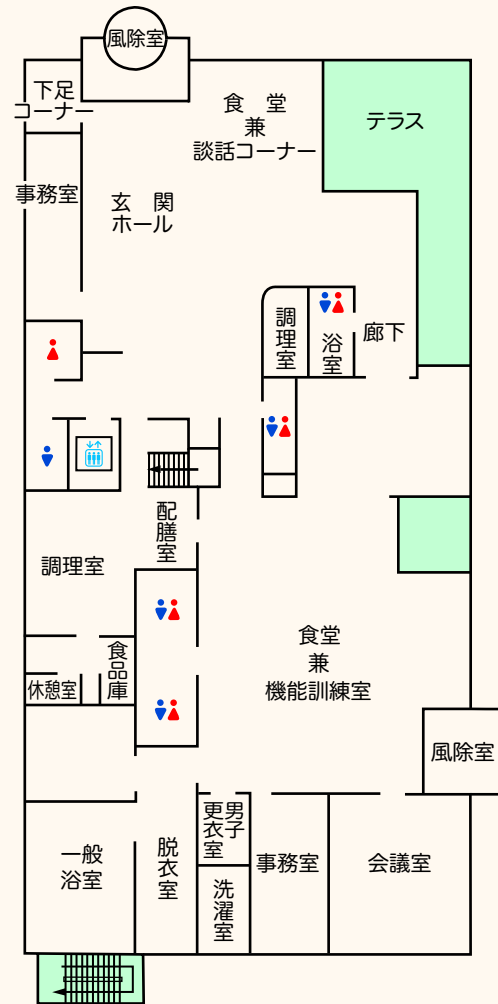 風除室
下足
コーナー
食　堂
兼
談話コーナー
テラス
事務室
玄　関
ホール
調理室
浴室
廊下
配膳室
調理室
食品庫
休憩室
食堂
兼
機能訓練室
風除室
男子
更衣室
一般
浴室
脱衣室
洗濯室
事務室
会議室